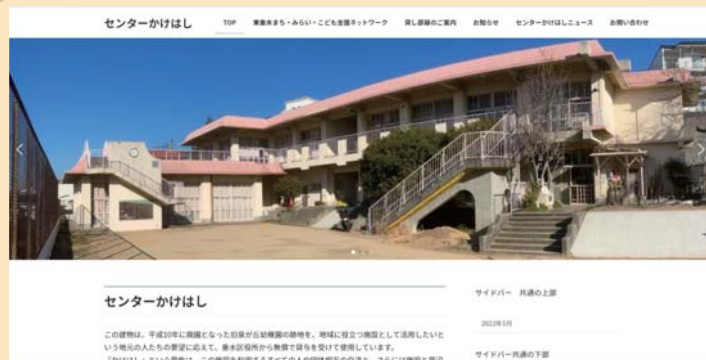 センターかけはし
TOP 東垂水まち・みらい・こども支援ネットワーク 貸し部屋のご案内 お知らせ センターかけはしニュース お問い合わせ
センターかけはし
サイドバー 共通の上部
この建物は、平成10年に廃園となった旧泉が丘幼稚園の跡地を、地域に役立つ施設として活用したいと
いう地元の人たちの要望に応えて、垂水区役所から無償で貸与を受けて使用しています。
2022年3月
サイドバー共通の下部